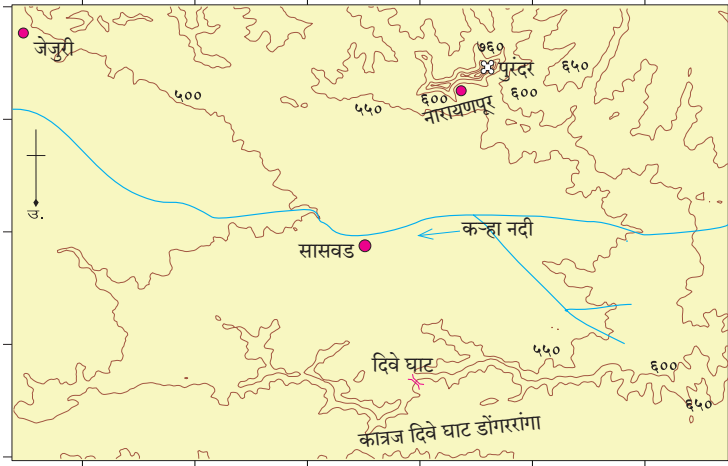 जेजुरी
७६०
पुरंदर
६५०
५००
६००
६००
५५०
नारायणपूर
उ.
कऱ्हा नदी
सासवड
दिवे घाट
५५०
६००
६५०
कात्रज दिवे घाट डोंगररांगा